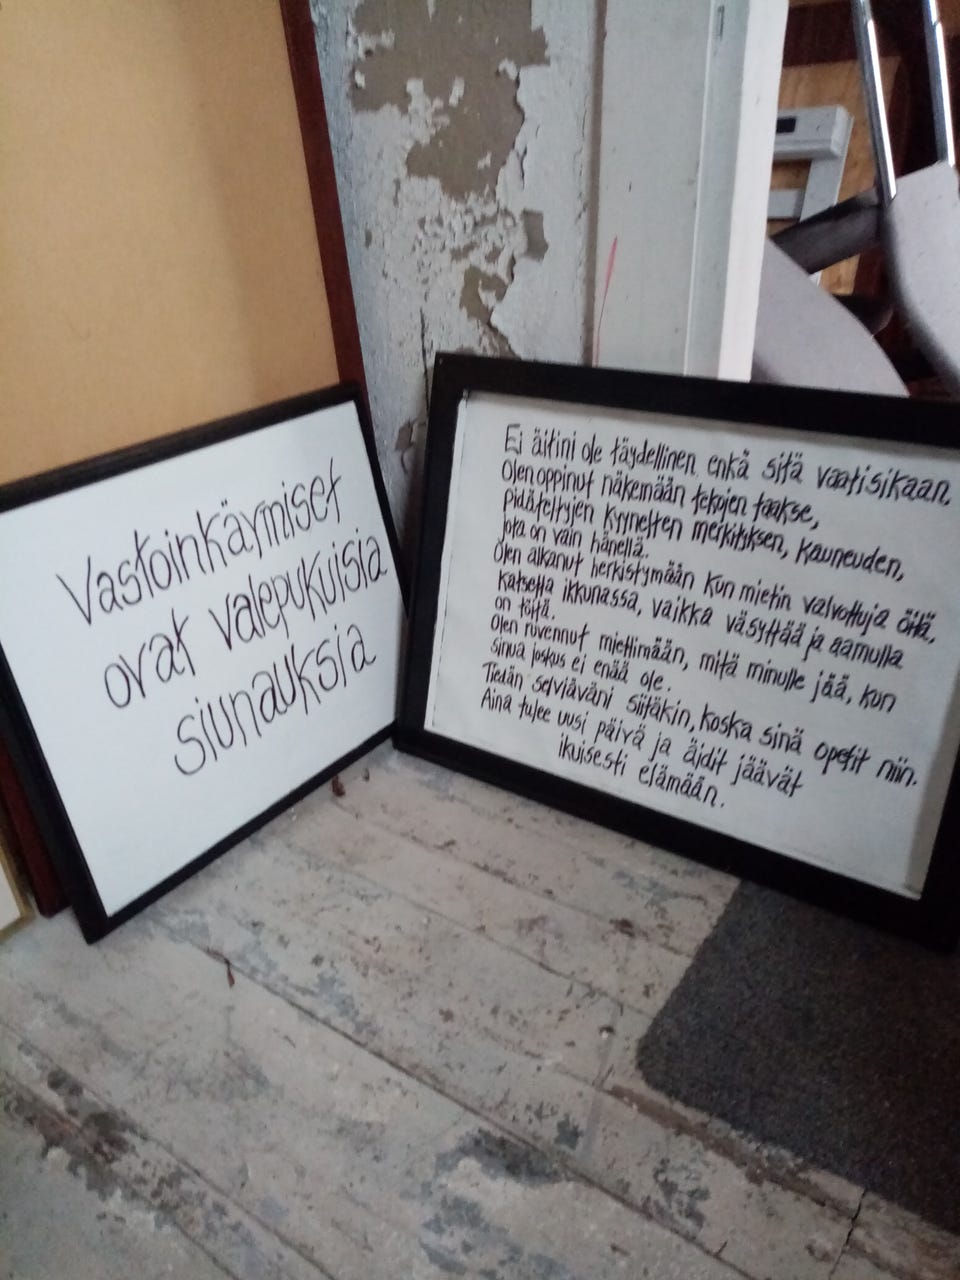 Vastoinkäymiset
ovat valepukuisia
siunauksia
Ei äitini ole täydellinen enkä sitä vaatisikaan,
Olen oppinut näkemään tekojen taakse,
pidäteltyjen kyynelten merkityksen, kauneuden,
jota on vain hänellä.
Olen alkanut herkistymään kun mietin valvottuja öitä,
katsetta ikkunassa, vaikka väsyttää ja aamulla
on töitä.
Olen ruvennut miettimään, mitä minulle jää, kun
sinua joskus ei enää ole.
Tiedän selviäväni siitäkin, koska sinä opetit niin.
Aina tulee uusi päivä ja äidit jäävät
ikuisesti elämään.